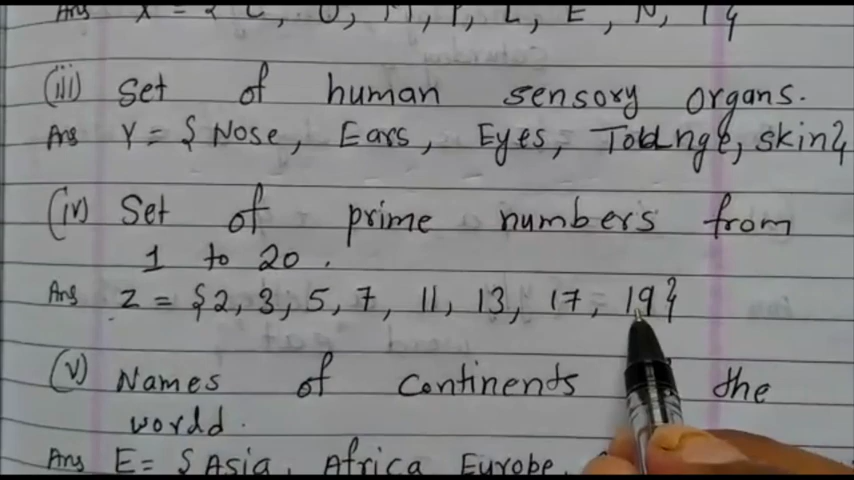 Ans X = { C, O, M, P, L, E, N, T }
(iii) Set of human sensory organs.
Ans Y = { Nose, Ears, Eyes, Tounge, skin }
(iv) Set of prime numbers from
1 to 20.
Ans Z = { 2, 3, 5, 7, 11, 13, 17, 19 }
(v) Names of continents the
world.
Ans E = { Asia, Africa Europe,